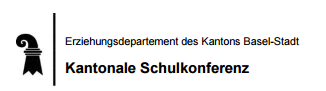 Erziehungsdepartement des Kantons Basel-Stadt
Kantonale Schulkonferenz